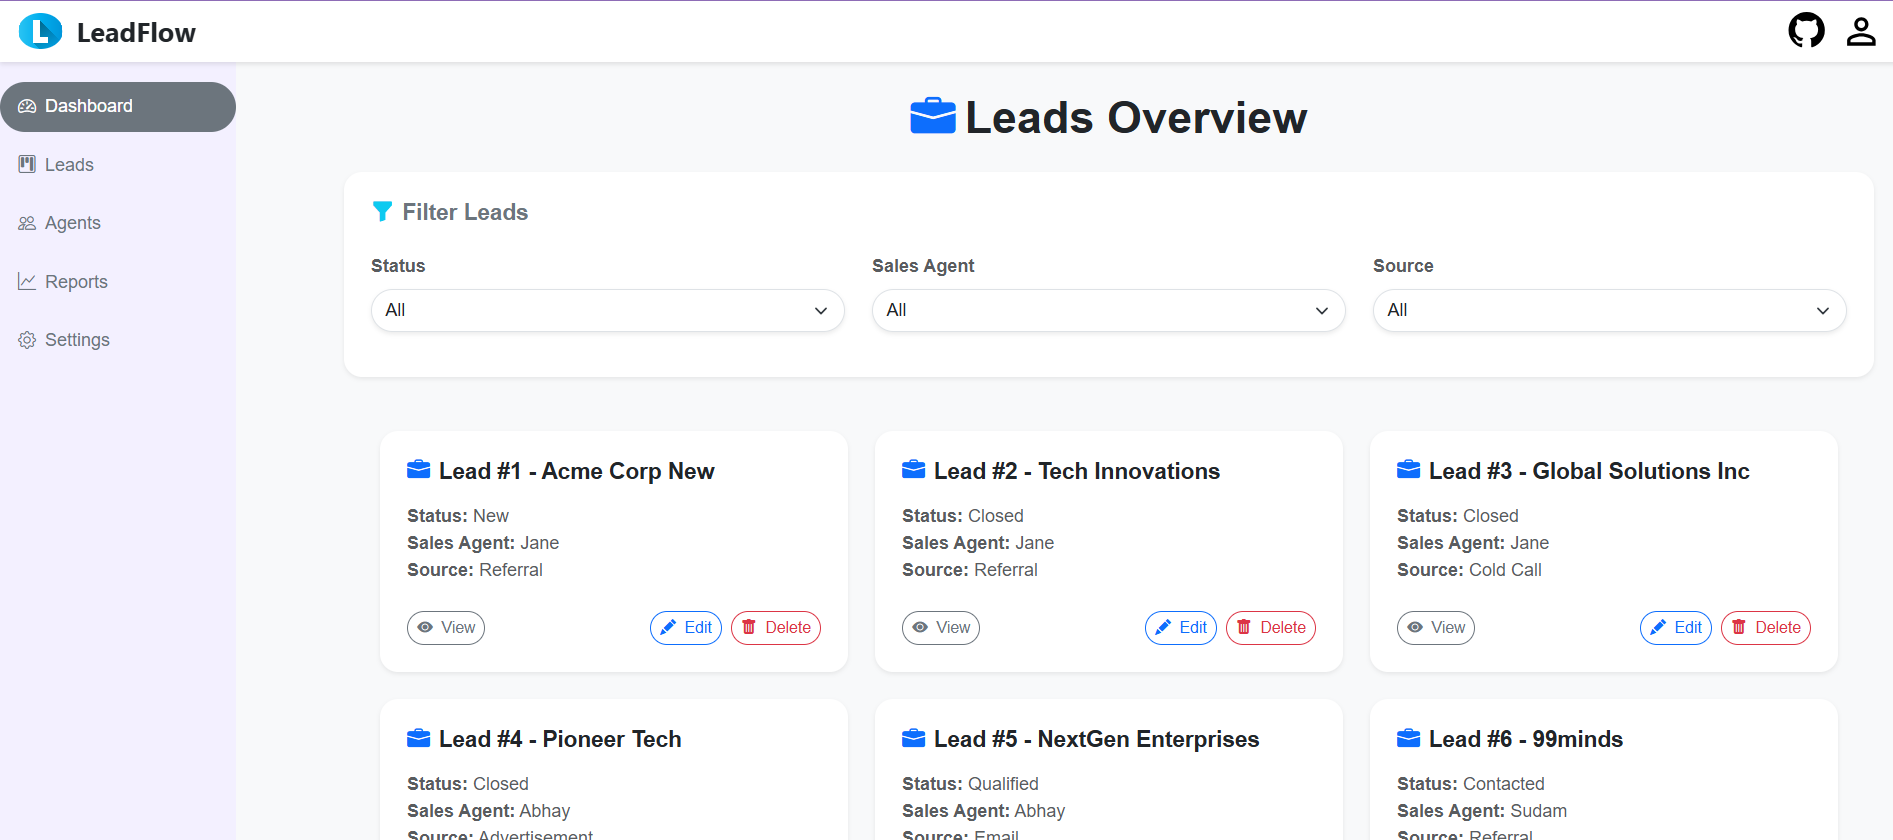 LeadFlow
Dashboard
Leads
Agents
Reports
Settings
Leads Overview
Filter Leads
Status Sales Agent Source
All All All
Lead #1 - Acme Corp New
Status: New
Sales Agent: Jane
Source: Referral
View Edit Delete
Lead #2 - Tech Innovations
Status: Closed
Sales Agent: Jane
Source: Referral
View Edit Delete
Lead #3 - Global Solutions Inc
Status: Closed
Sales Agent: Jane
Source: Cold Call
View Edit Delete
Lead #4 - Pioneer Tech
Status: Closed
Sales Agent: Abhay
Source: Advertisement
Lead #5 - NextGen Enterprises
Status: Qualified
Sales Agent: Abhay
Source: Email
Lead #6 - 99minds
Status: Contacted
Sales Agent: Sudam
Source: Referral